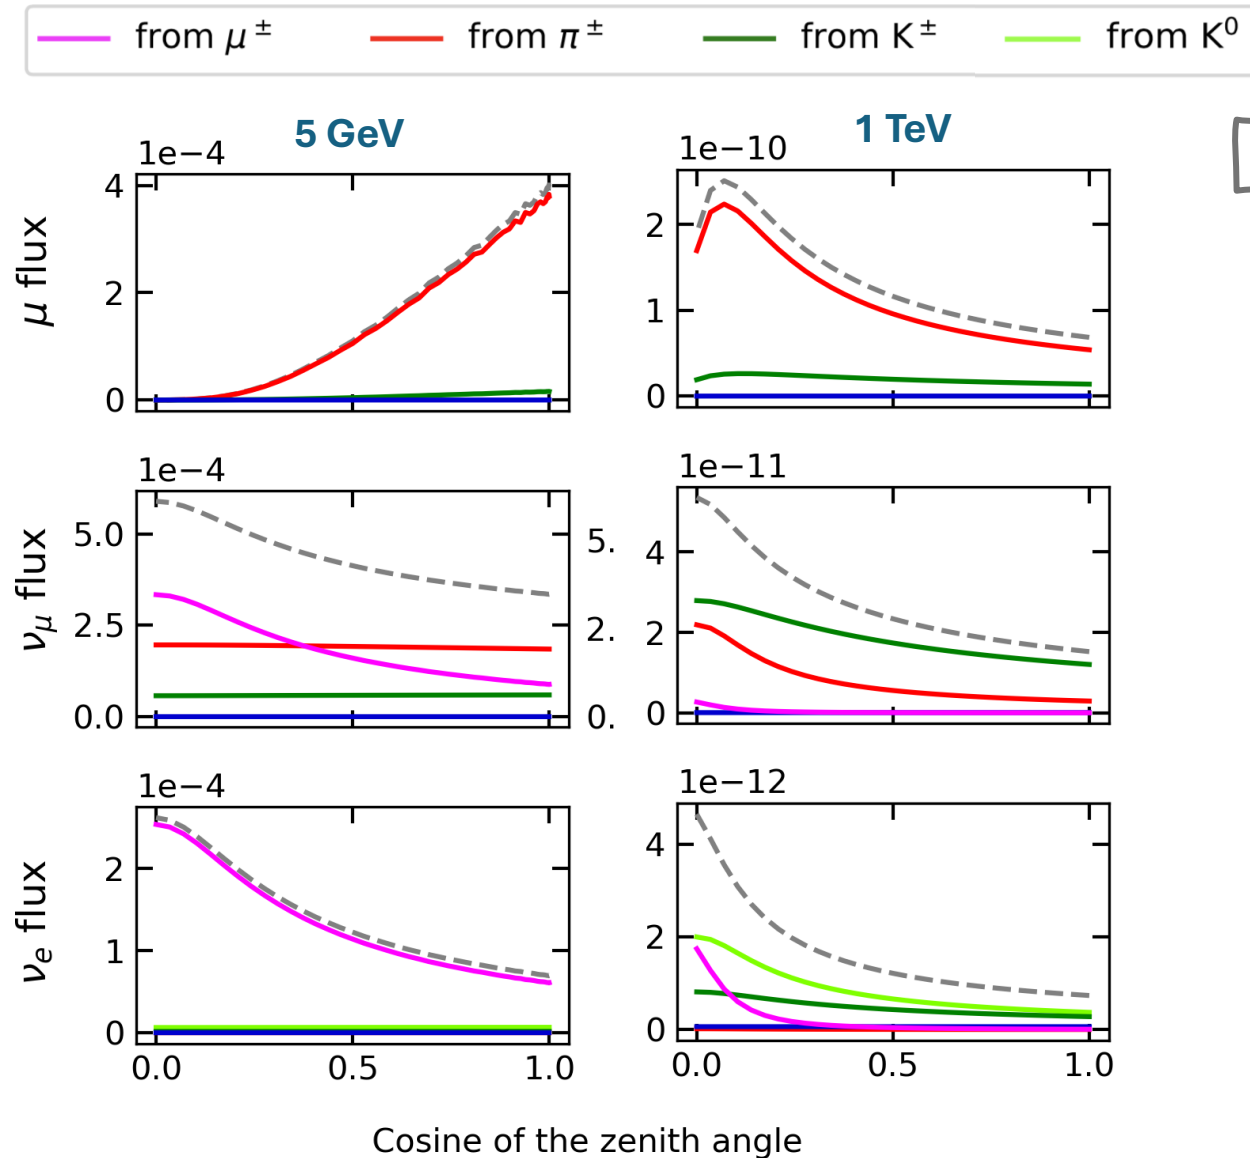 from μ± from π± from K± from K⁰
5 GeV 1 TeV
1e−4 1e−10
μ flux
4
2
0
2
1
0
1e−4 1e−11
νμ flux
5.0
2.5
0.0
5.
2.
0.
4
2
0
1e−4 1e−12
νe flux
2
1
0
4
2
0
0.0 0.5 1.0 0.0 0.5 1.0
Cosine of the zenith angle